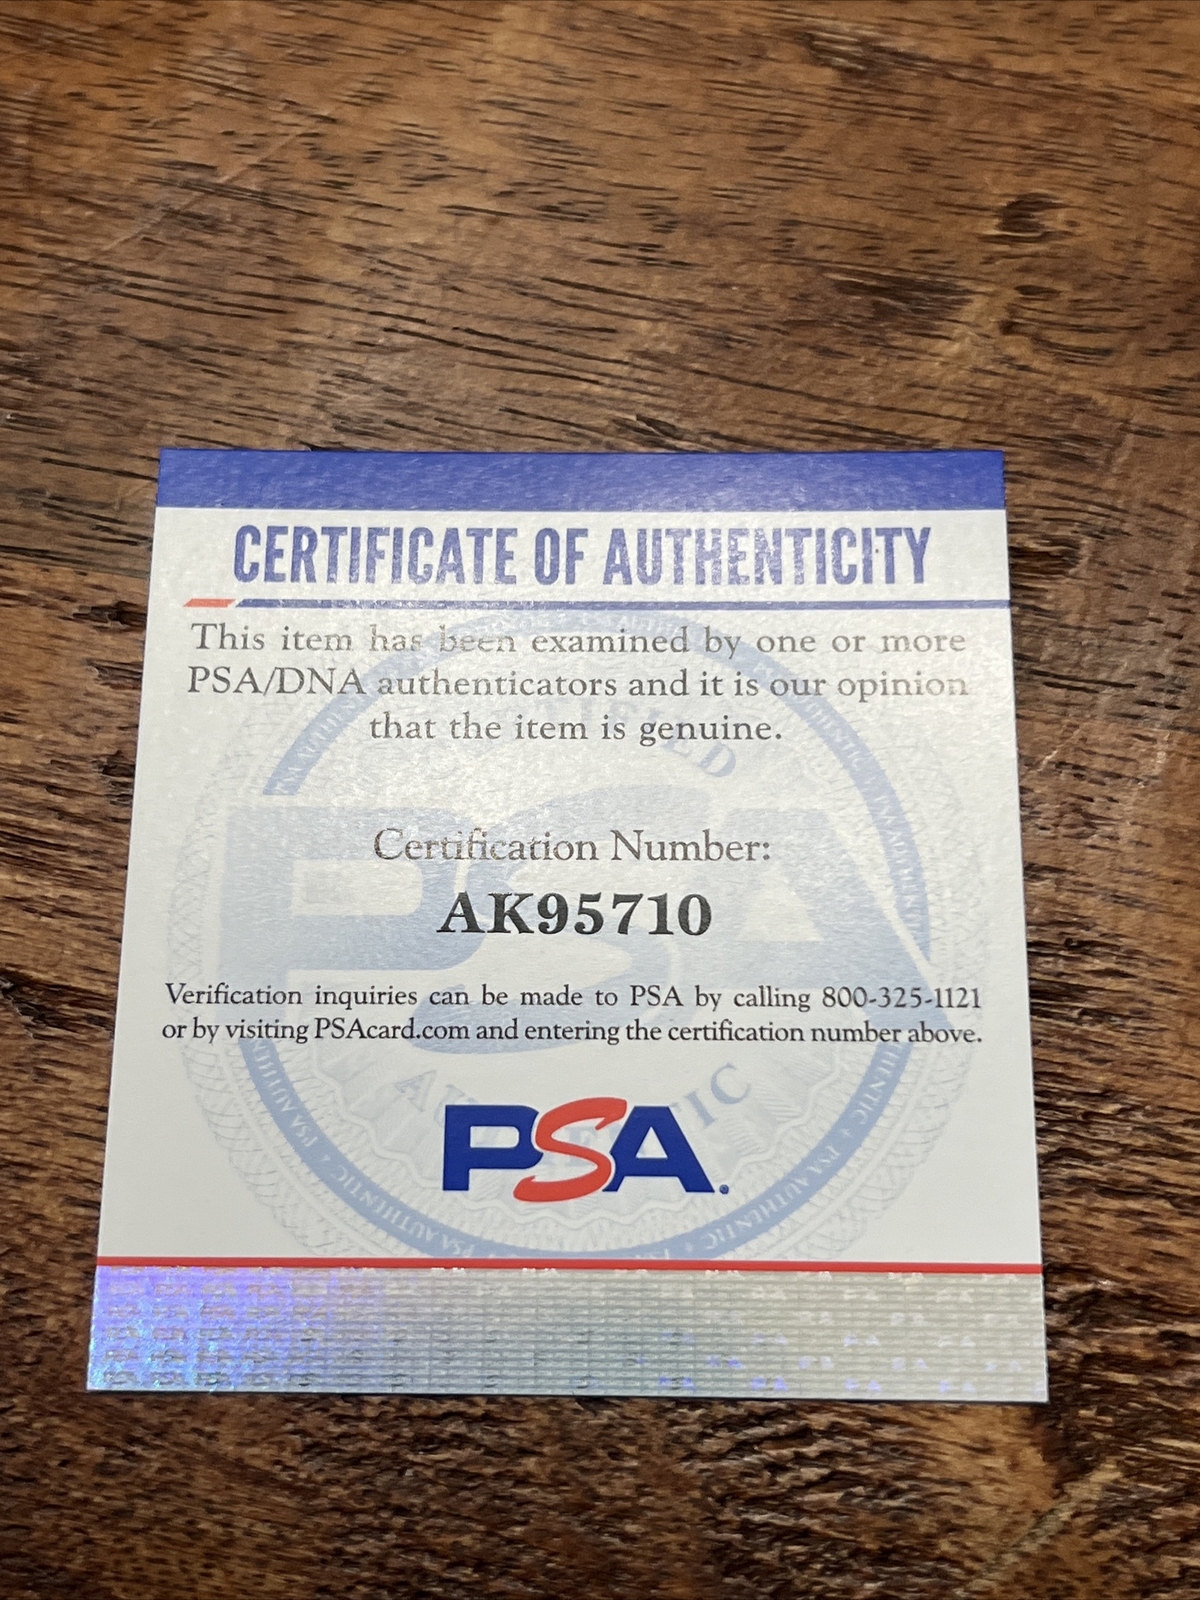 CERTIFICATE OF AUTHENTICITY
This item has been examined by one or more
PSA/DNA authenticators and it is our opinion
that the item is genuine.
Certification Number:
AK95710
Verification inquiries can be made to PSA by calling 800-325-1121
or by visiting PSAcard.com and entering the certification number above.
PSA®